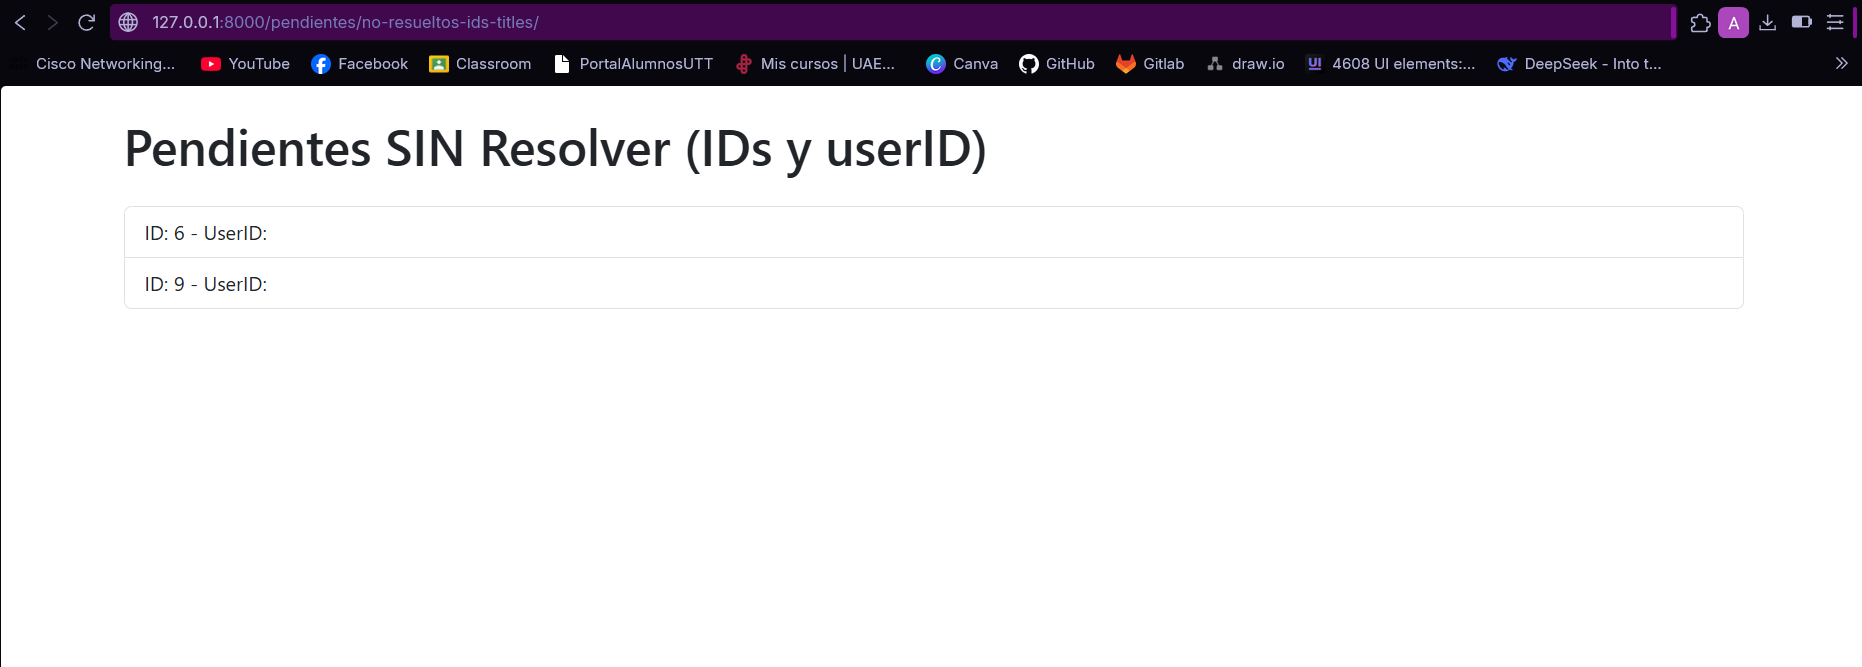 127.0.0.1:8000/pendientes/no-resueltos-ids-titles/
A
Cisco Networking... YouTube Facebook Classroom PortalAlumnosUTT Mis cursos | UAE... Canva GitHub Gitlab draw.io UI 4608 UI elements:... DeepSeek - Into t...
Pendientes SIN Resolver (IDs y userID)
ID: 6 - UserID:
ID: 9 - UserID: